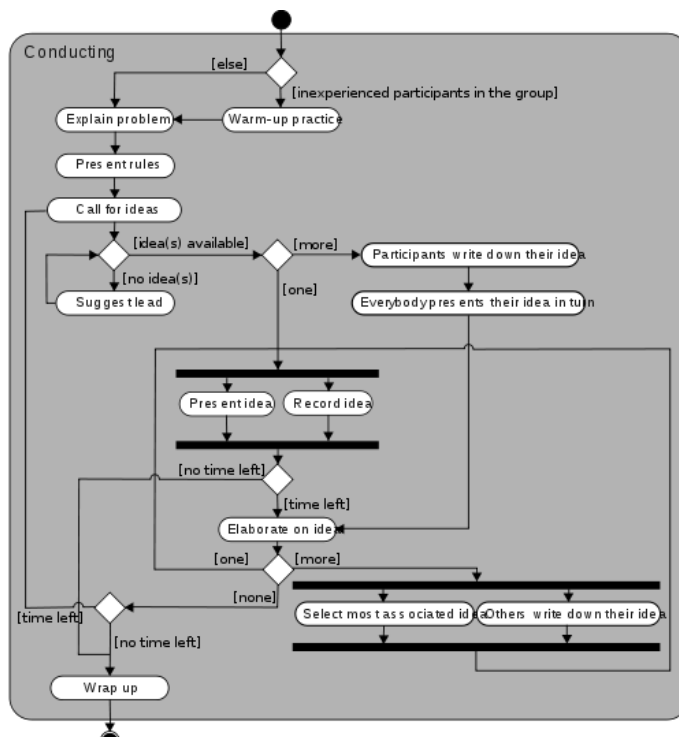 Conducting
[else]
[inexperienced participants in the group]
Explain problem
Warm-up practice
Present rules
Call for ideas
[idea(s) available]
[more]
Participants write down their idea
[no idea(s)]
Suggest lead
[one]
Everybody presents their idea in turn
Present idea
Record idea
[no time left]
[time left]
Elaborate on idea
[one]
[more]
[none]
Select most associated idea
Others write down their idea
[time left]
[no time left]
Wrap up